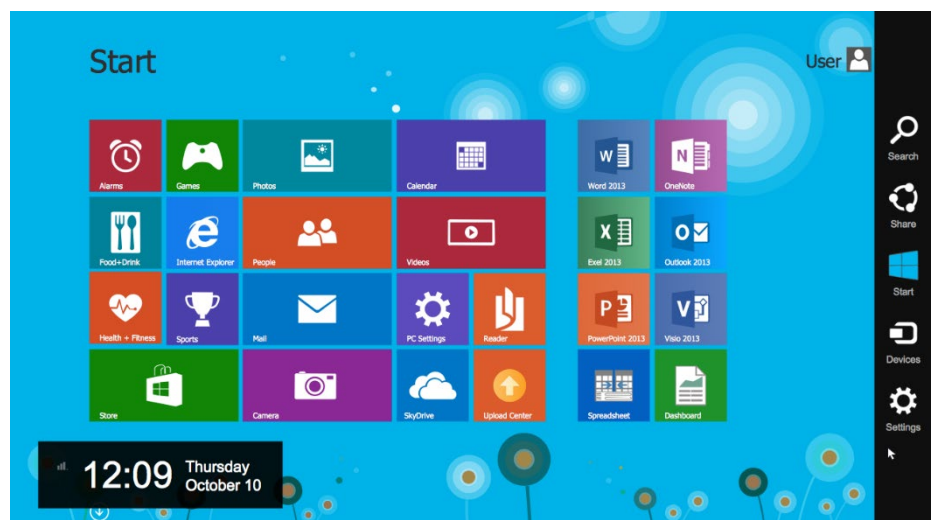 Start
User
Alarms
Games
Photos
Calendar
Word 2013
OneNote
Food+Drink
Internet Explorer
People
Videos
Exel 2013
Outlook 2013
Health + Fitness
Sports
Mail
PC Settings
Reader
PowerPoint 2013
Visio 2013
Store
Camera
SkyDrive
Upload Center
Spreadsheet
Dashboard
Search
Share
Start
Devices
Settings
12:09
Thursday
October 10